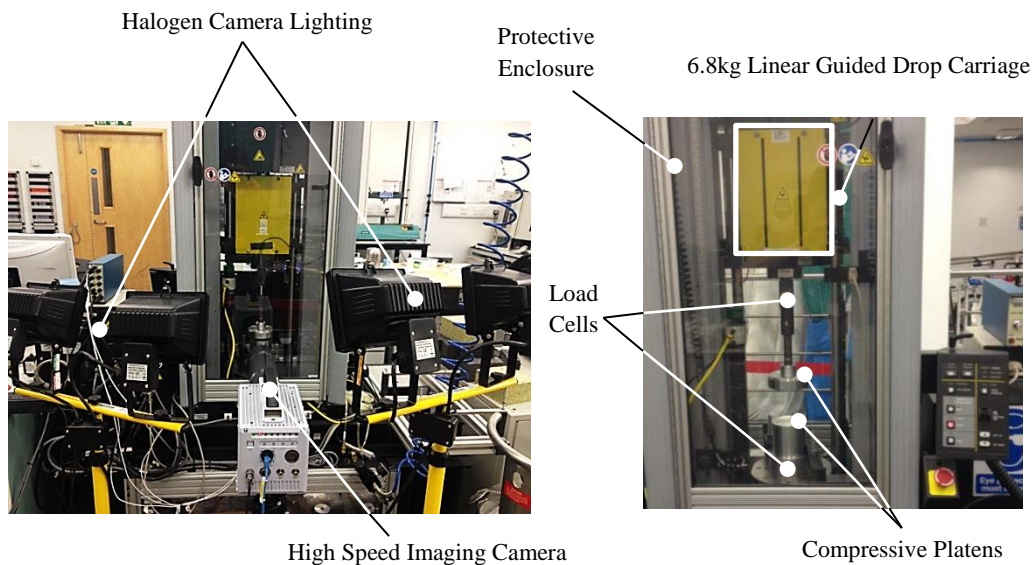 Halogen Camera Lighting
Protective
Enclosure
6.8kg Linear Guided Drop Carriage
Load
Cells
High Speed Imaging Camera
Compressive Platens